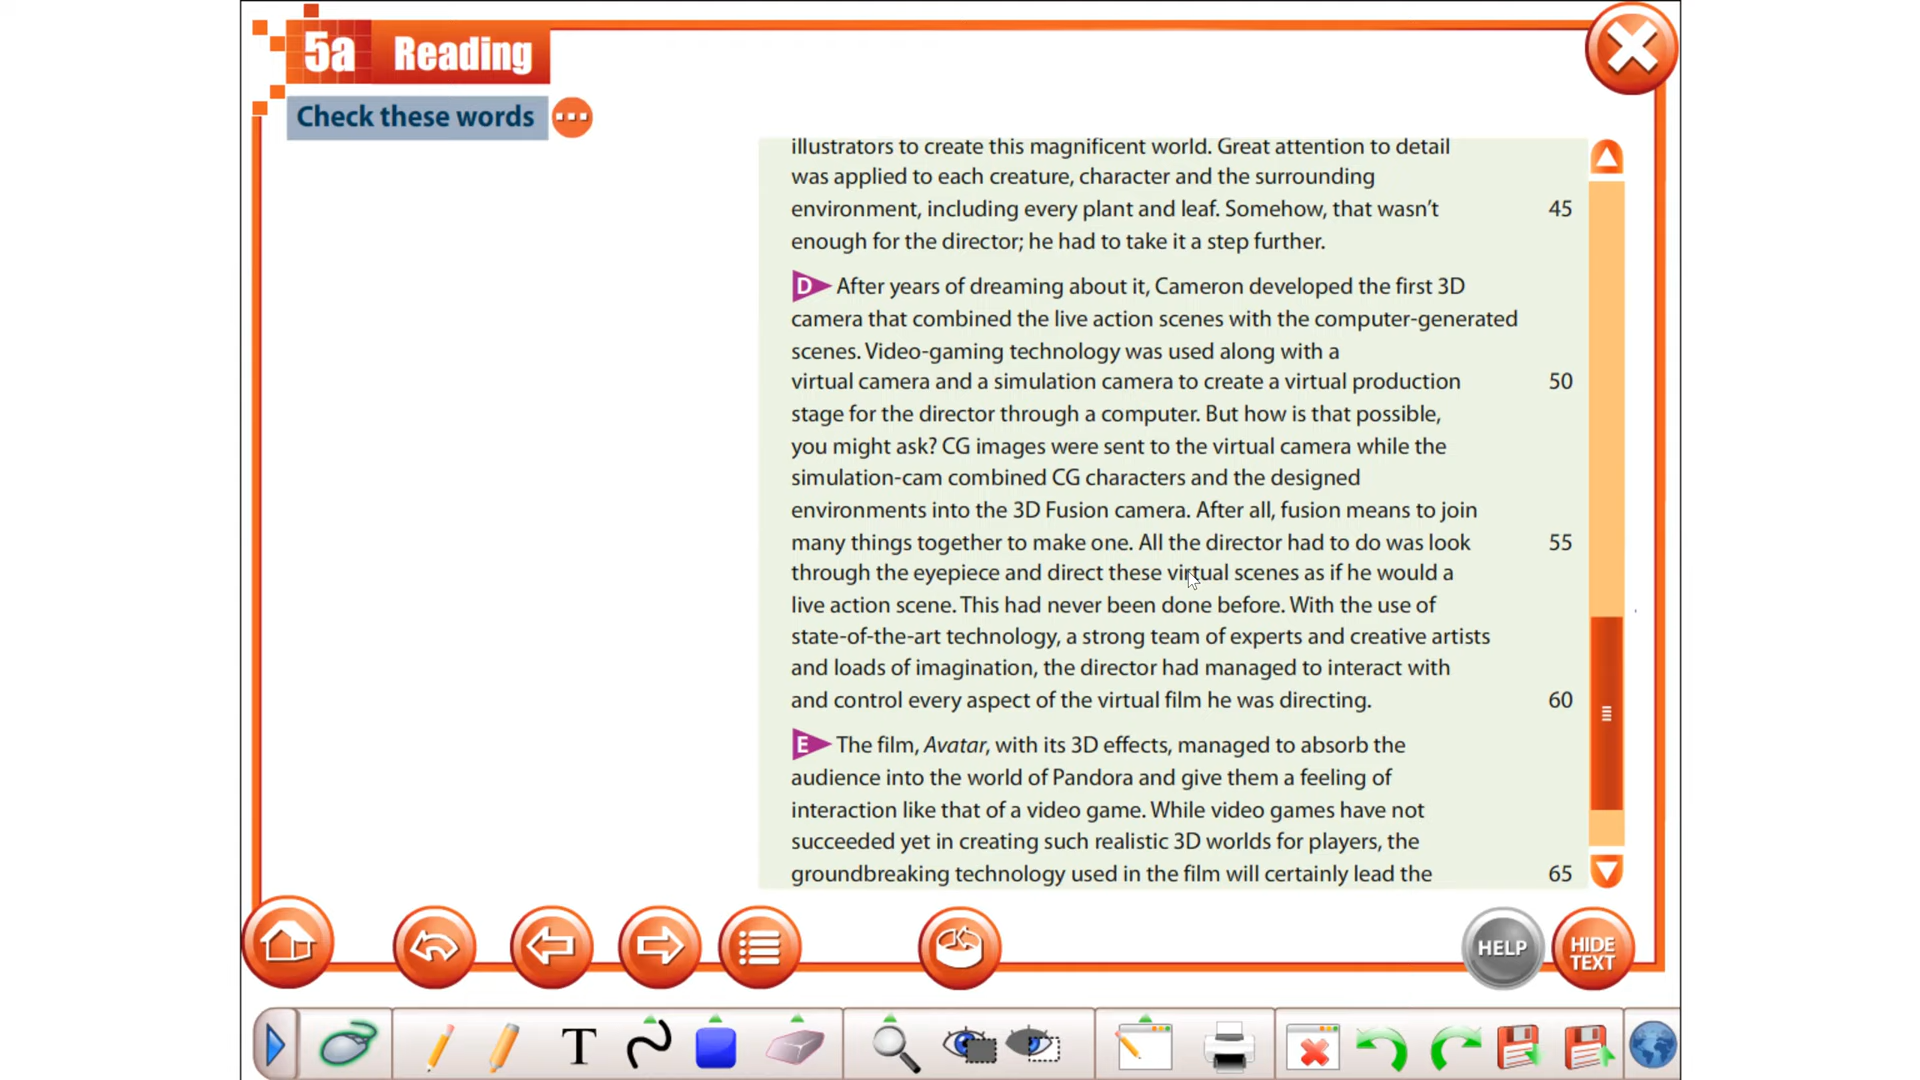 5a Reading
Check these words
illustrators to create this magnificent world. Great attention to detail
was applied to each creature, character and the surrounding
environment, including every plant and leaf. Somehow, that wasn't 45
enough for the director; he had to take it a step further.
D After years of dreaming about it, Cameron developed the first 3D
camera that combined the live action scenes with the computer-generated
scenes. Video-gaming technology was used along with a
virtual camera and a simulation camera to create a virtual production 50
stage for the director through a computer. But how is that possible,
you might ask? CG images were sent to the virtual camera while the
simulation-cam combined CG characters and the designed
environments into the 3D Fusion camera. After all, fusion means to join
many things together to make one. All the director had to do was look 55
through the eyepiece and direct these virtual scenes as if he would a
live action scene. This had never been done before. With the use of
state-of-the-art technology, a strong team of experts and creative artists
and loads of imagination, the director had managed to interact with
and control every aspect of the virtual film he was directing. 60
E The film, Avatar, with its 3D effects, managed to absorb the
audience into the world of Pandora and give them a feeling of
interaction like that of a video game. While video games have not
succeeded yet in creating such realistic 3D worlds for players, the
groundbreaking technology used in the film will certainly lead the 65
HELP
HIDE
TEXT
T